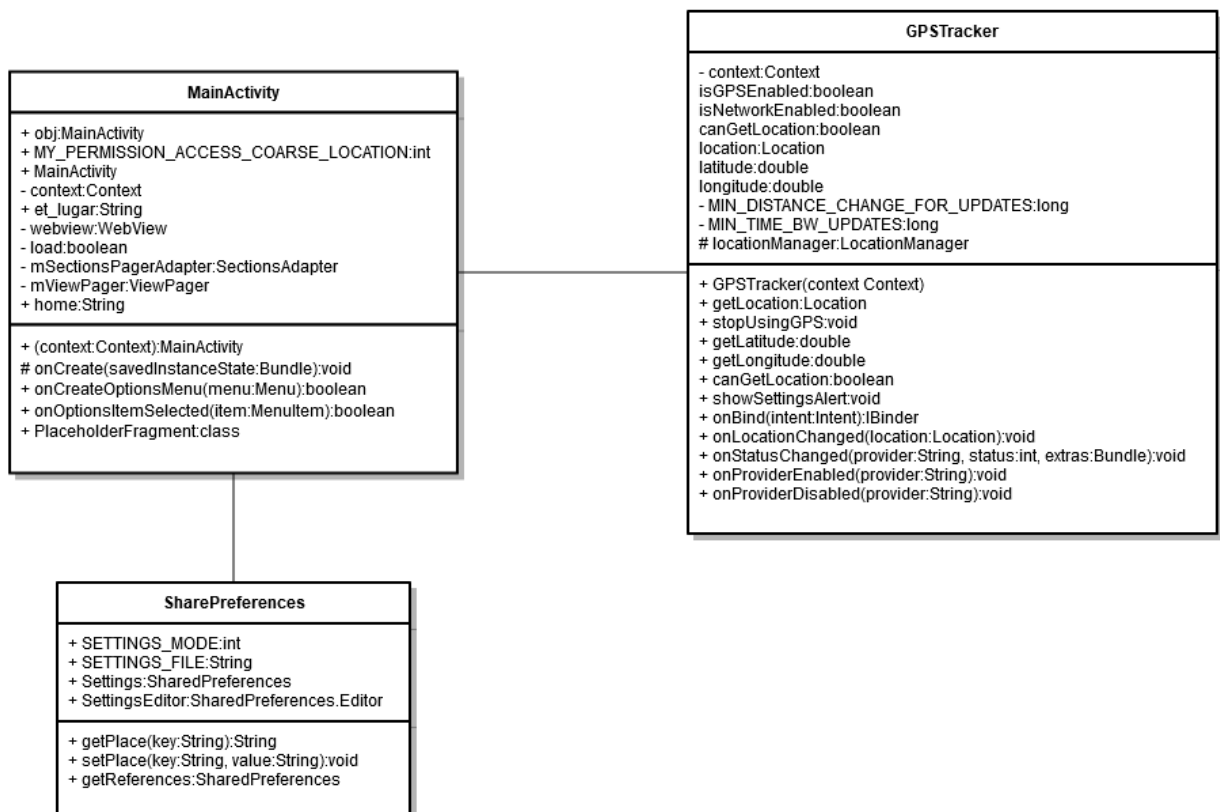 MainActivity
+ obj:MainActivity
+ MY_PERMISSION_ACCESS_COARSE_LOCATION:int
+ MainActivity
- context:Context
+ et_lugar:String
- webview:WebView
- load:boolean
- mSectionsPagerAdapter:SectionsAdapter
- mViewPager:ViewPager
+ home:String
+ (context:Context):MainActivity
# onCreate(savedInstanceState:Bundle):void
+ onCreateOptionsMenu(menu:Menu):boolean
+ onOptionsItemSelected(item:MenuItem):boolean
+ PlaceholderFragment:class
GPSTracker
- context:Context
isGPSEnabled:boolean
isNetworkEnabled:boolean
canGetLocation:boolean
location:Location
latitude:double
longitude:double
- MIN_DISTANCE_CHANGE_FOR_UPDATES:long
- MIN_TIME_BW_UPDATES:long
# locationManager:LocationManager
+ GPSTracker(context Context)
+ getLocation:Location
+ stopUsingGPS:void
+ getLatitude:double
+ getLongitude:double
+ canGetLocation:boolean
+ showSettingsAlert:void
+ onBind(intent:Intent):IBinder
+ onLocationChanged(location:Location):void
+ onStatusChanged(provider:String, status:int, extras:Bundle):void
+ onProviderEnabled(provider:String):void
+ onProviderDisabled(provider:String):void
SharePreferences
+ SETTINGS_MODE:int
+ SETTINGS_FILE:String
+ Settings:SharedPreferences
+ SettingsEditor:SharedPreferences.Editor
+ getPlace(key:String):String
+ setPlace(key:String, value:String):void
+ getReferences:SharedPreferences